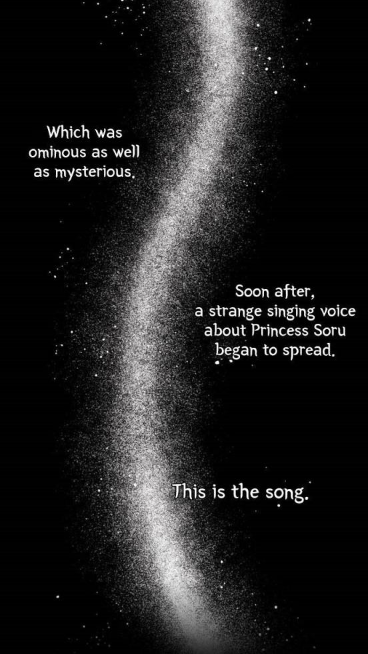 Which was
ominous as well
as mysterious.
Soon after,
a strange singing voice
about Princess Soru
began to spread.
This is the song.